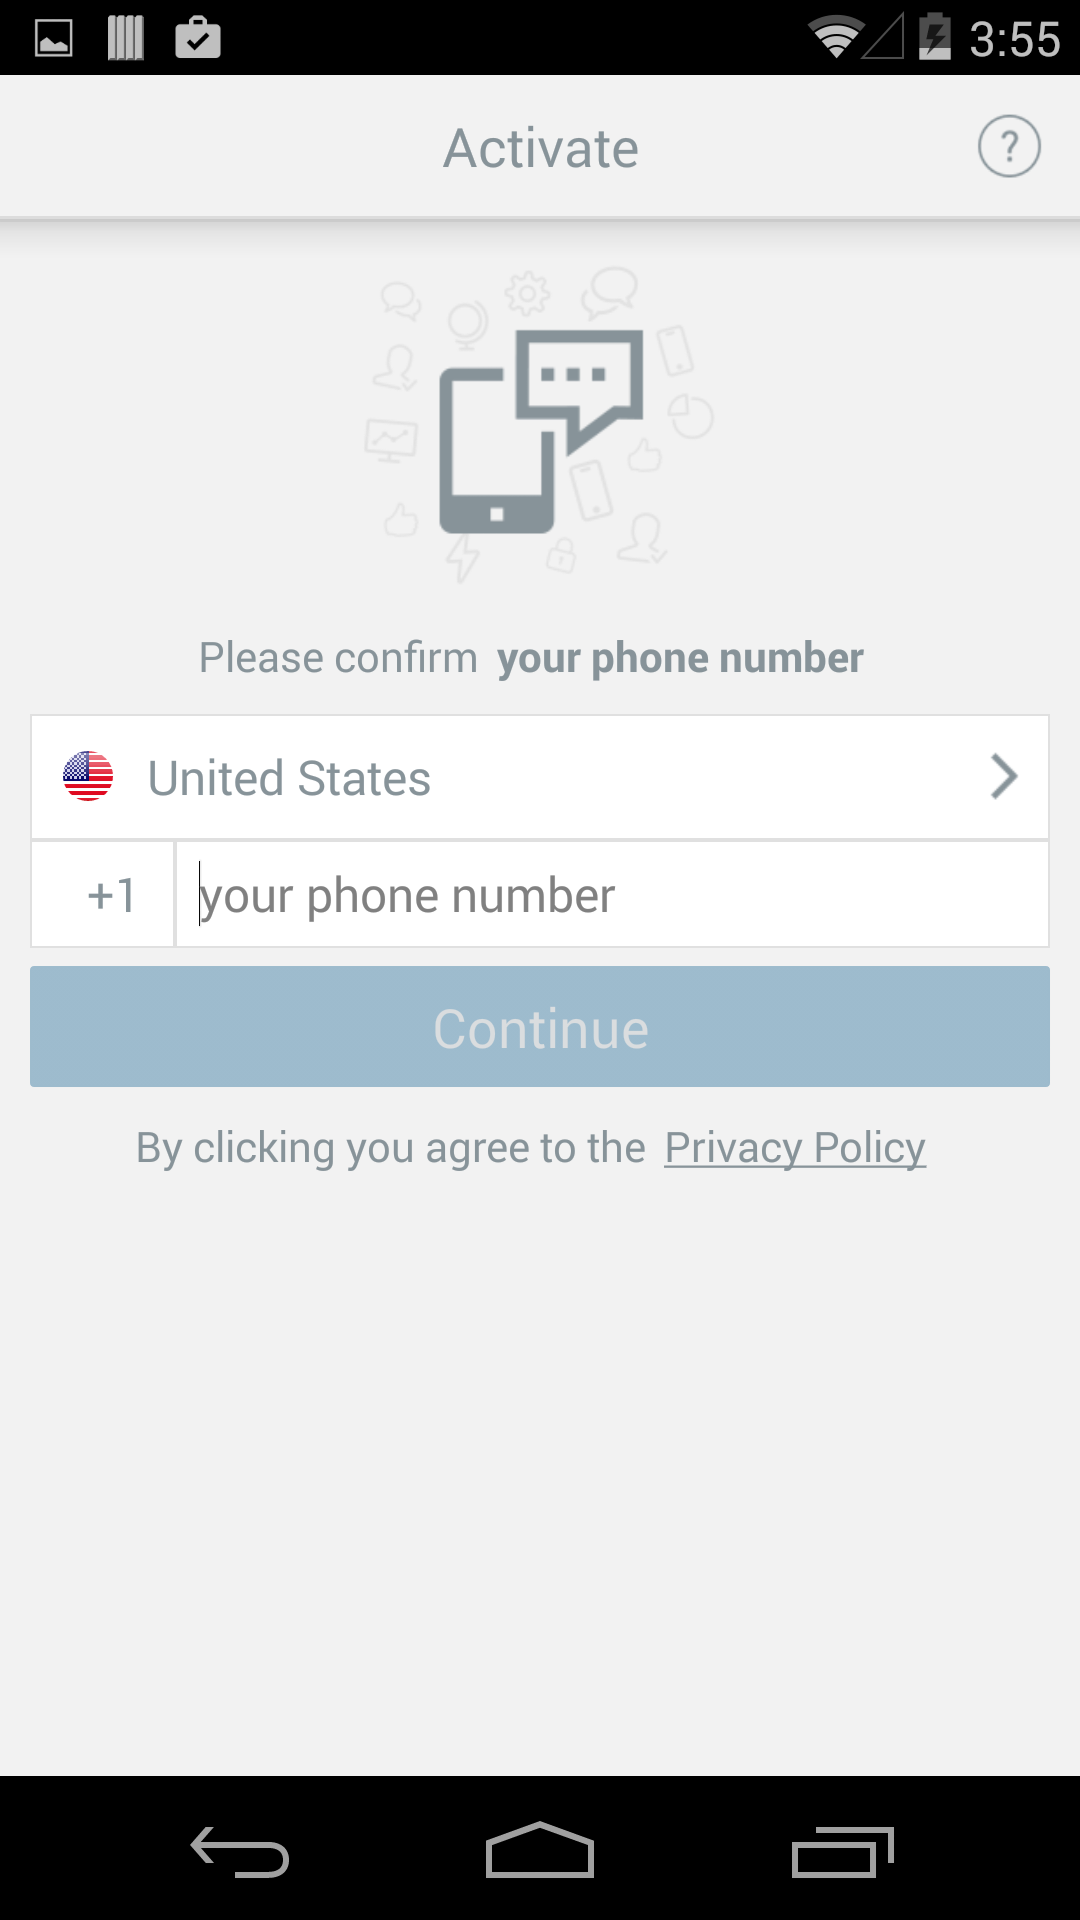 3:55
Activate
?
Please confirm your phone number
United States
+1
your phone number
Continue
By clicking you agree to the Privacy Policy